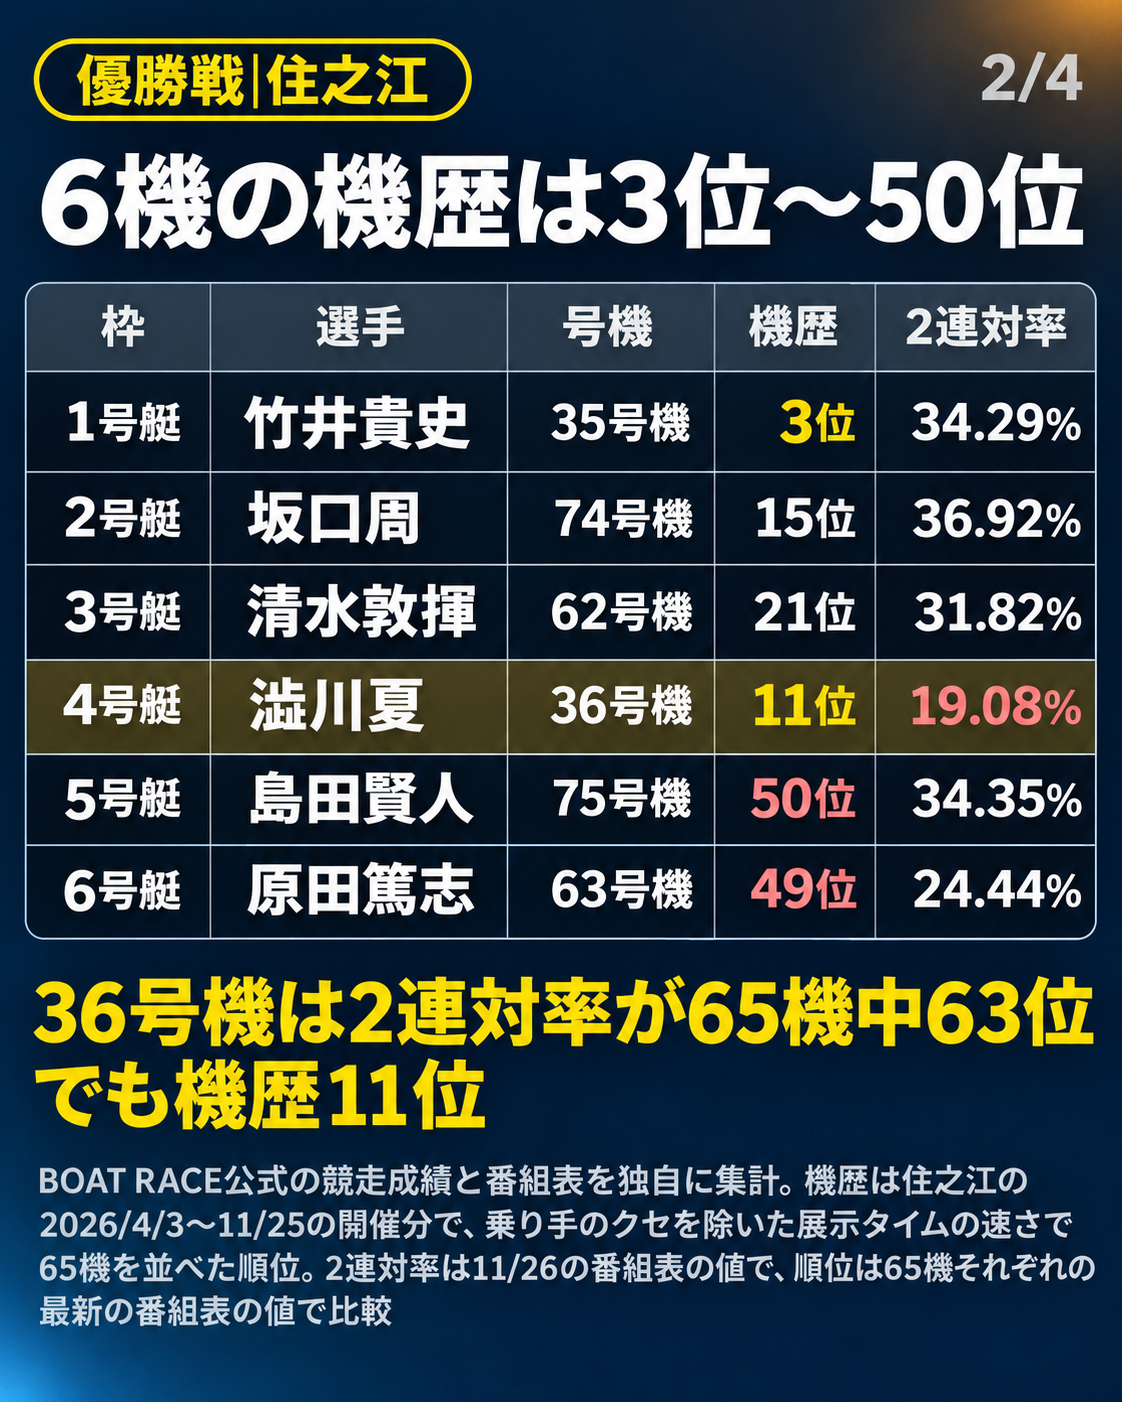 優勝戦|住之江
2/4
6機の機歴は3位〜50位
枠 選手 号機 機歴 2連対率
1号艇 竹井貴史 35号機 3位 34.29%
2号艇 坂口周 74号機 15位 36.92%
3号艇 清水敦揮 62号機 21位 31.82%
4号艇 澁川夏 36号機 11位 19.08%
5号艇 島田賢人 75号機 50位 34.35%
6号艇 原田篤志 63号機 49位 24.44%
36号機は2連対率が65機中63位
でも機歴11位
BOAT RACE公式の競走成績と番組表を独自に集計。機歴は住之江の
2026/4/3〜11/25の開催分で、乗り手のクセを除いた展示タイムの速さで
65機を並べた順位。2連対率は11/26の番組表の値で、順位は65機それぞれの
最新の番組表の値で比較